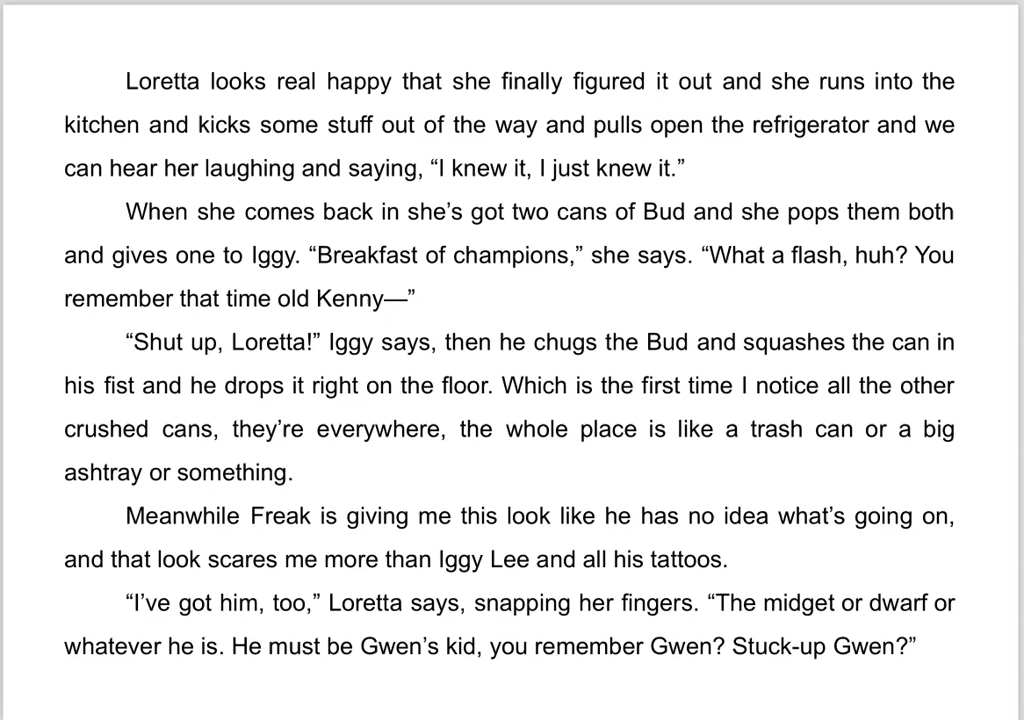 Loretta looks real happy that she finally figured it out and she runs into the
kitchen and kicks some stuff out of the way and pulls open the refrigerator and we
can hear her laughing and saying, “I knew it, I just knew it.”
When she comes back in she’s got two cans of Bud and she pops them both
and gives one to Iggy. “Breakfast of champions,” she says. “What a flash, huh? You
remember that time old Kenny—”
“Shut up, Loretta!” Iggy says, then he chugs the Bud and squashes the can in
his fist and he drops it right on the floor. Which is the first time I notice all the other
crushed cans, they’re everywhere, the whole place is like a trash can or a big
ashtray or something.
Meanwhile Freak is giving me this look like he has no idea what’s going on,
and that look scares me more than Iggy Lee and all his tattoos.
“I’ve got him, too,” Loretta says, snapping her fingers. “The midget or dwarf or
whatever he is. He must be Gwen’s kid, you remember Gwen? Stuck-up Gwen?”